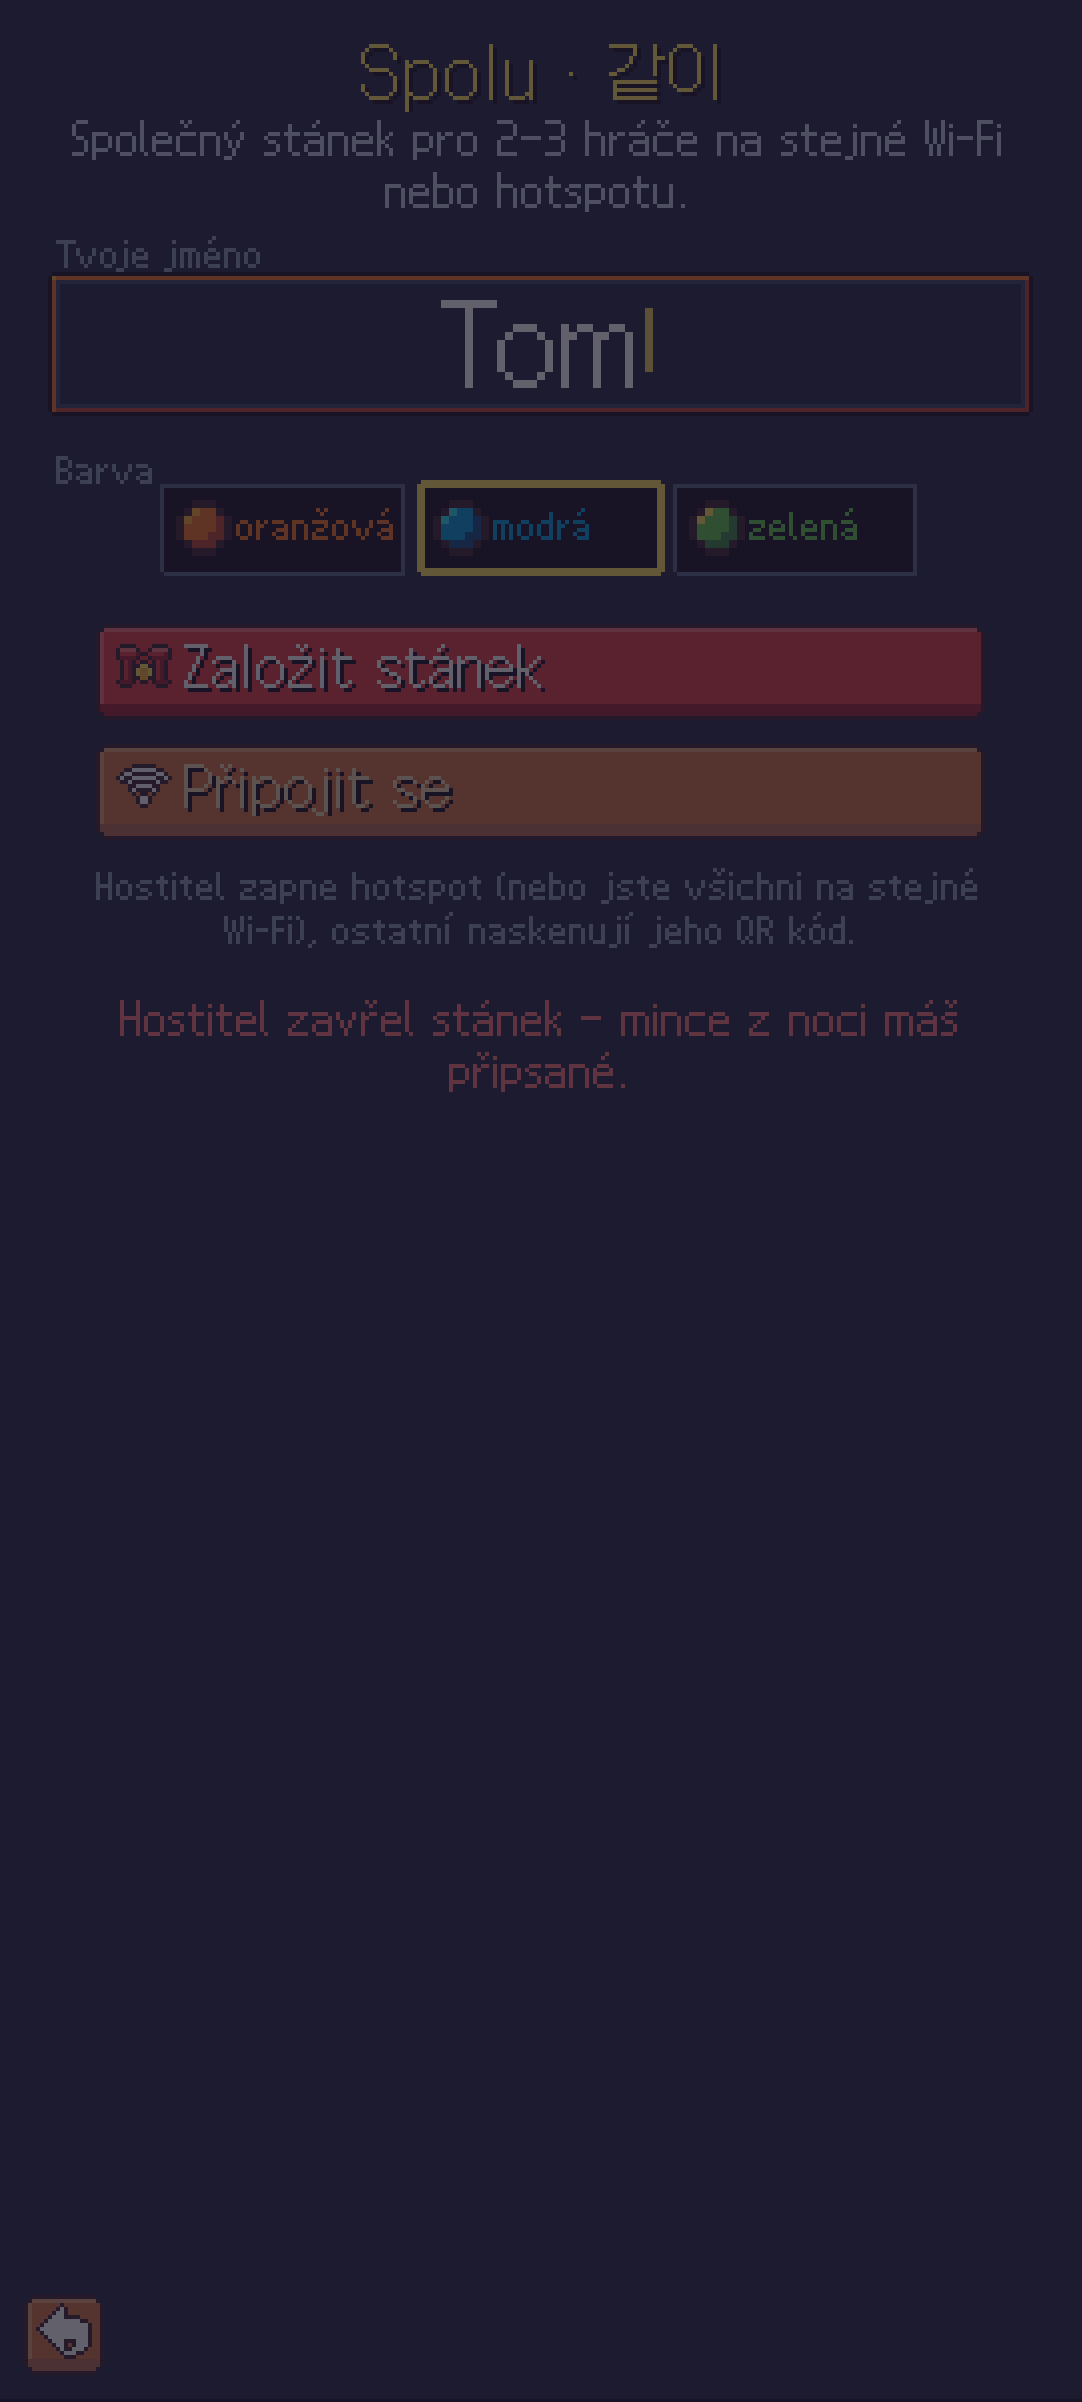 Spolu · 같이
Společný stánek pro 2–3 hráče na stejné Wi-Fi
nebo hotspotu.
Tvoje jméno
Tom
Barva
oranžová
modrá
zelená
Založit stánek
Připojit se
Hostitel zapne hotspot (nebo jste všichni na stejné
Wi-Fi), ostatní naskenují jeho QR kód.
Hostitel zavřel stánek – mince z noci máš
připsané.